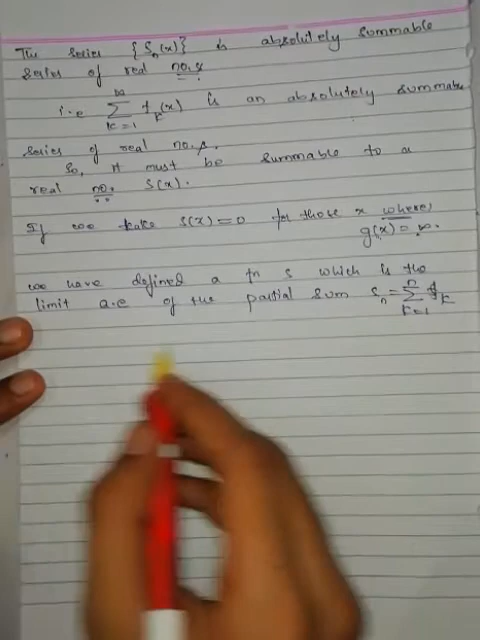 The series {Sₙ(x)} is absolutely summable
series of real no.s
i.e ∑_{k=1}^{∞} f_k(x) is an absolutely summable
series of real no.s.
So, it must be summable to a
real no. s(x).
If we take s(x)=0 for those x where
g(x)=∞.
we have defined a fn s which is the
limit a.e of the partial sum sₙ=∑_{k=1}^{n} f_k